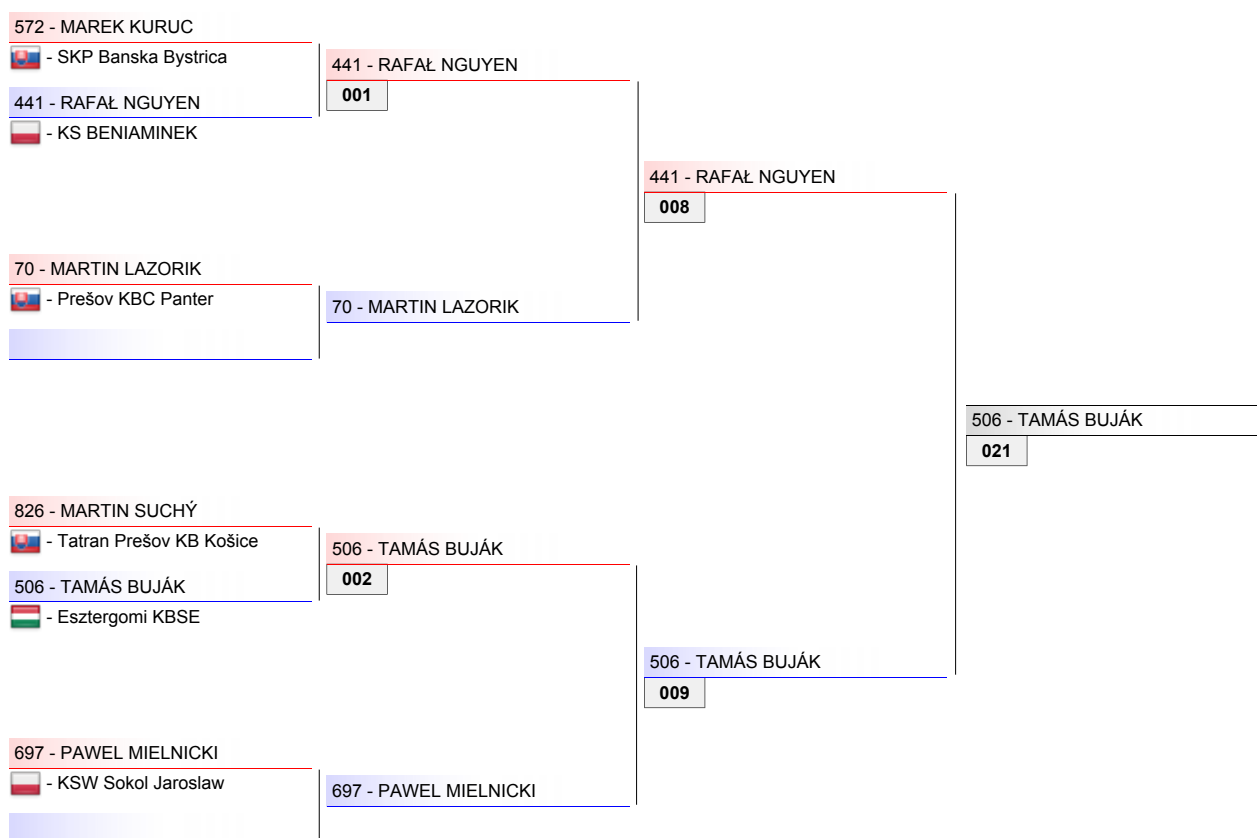 572 - MAREK KURUC
- SKP Banska Bystrica
441 - RAFAŁ NGUYEN
- KS BENIAMINEK
441 - RAFAŁ NGUYEN
001
441 - RAFAŁ NGUYEN
008
70 - MARTIN LAZORIK
- Prešov KBC Panter
70 - MARTIN LAZORIK
506 - TAMÁS BUJÁK
021
826 - MARTIN SUCHÝ
- Tatran Prešov KB Košice
506 - TAMÁS BUJÁK
- Esztergomi KBSE
506 - TAMÁS BUJÁK
002
506 - TAMÁS BUJÁK
009
697 - PAWEL MIELNICKI
- KSW Sokol Jaroslaw
697 - PAWEL MIELNICKI